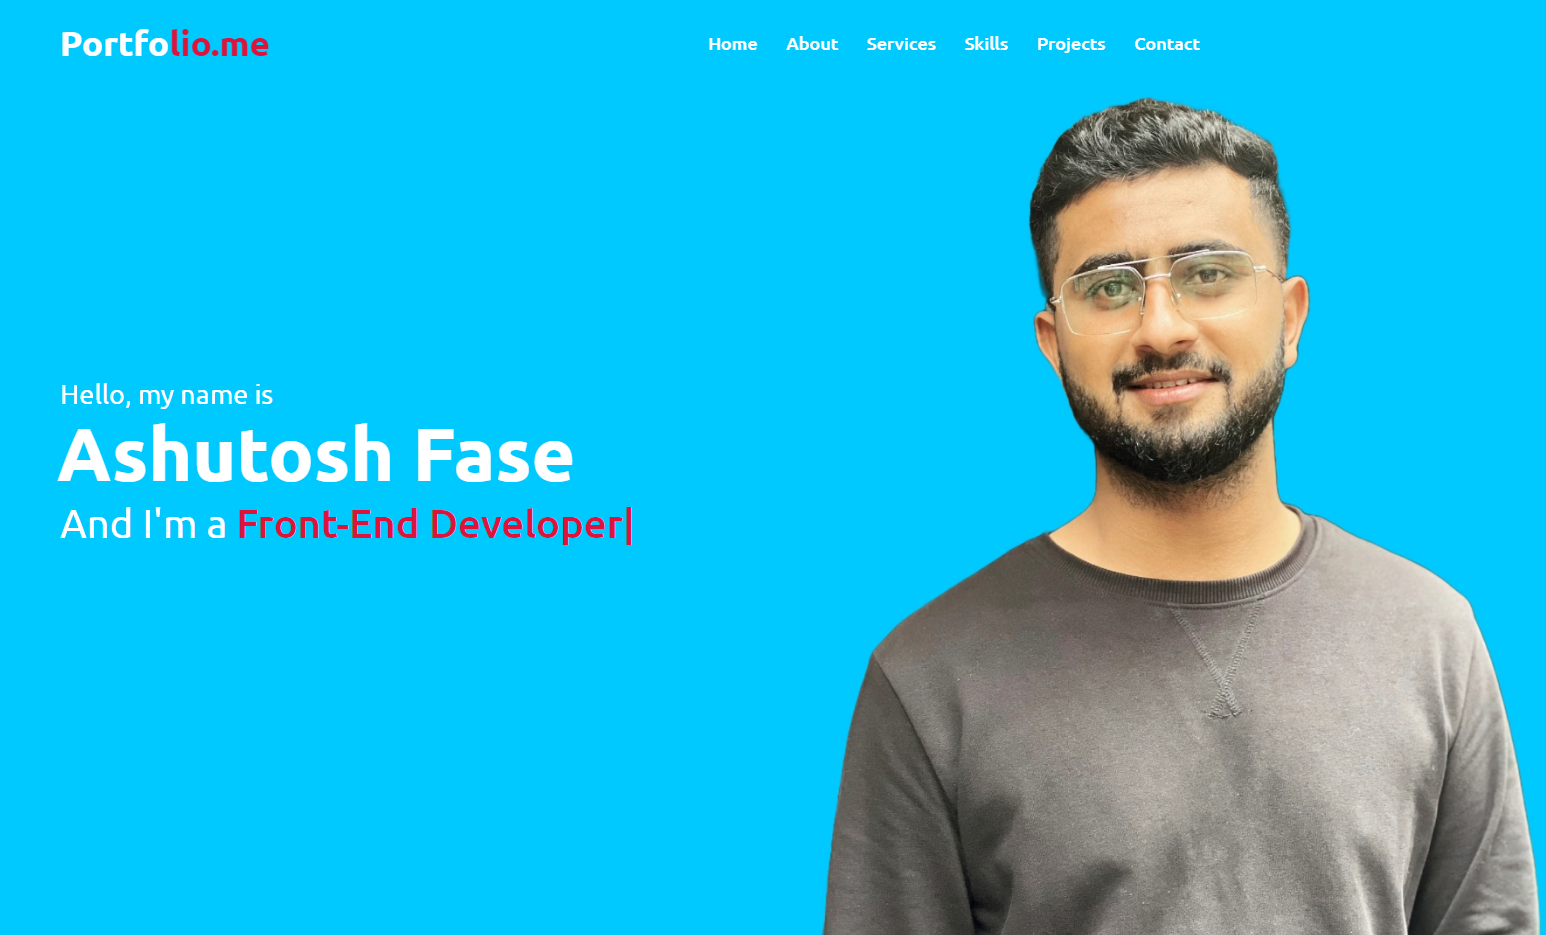 Portfolio.me
Home About Services Skills Projects Contact
Hello, my name is
Ashutosh Fase
And I'm a Front-End Developer|